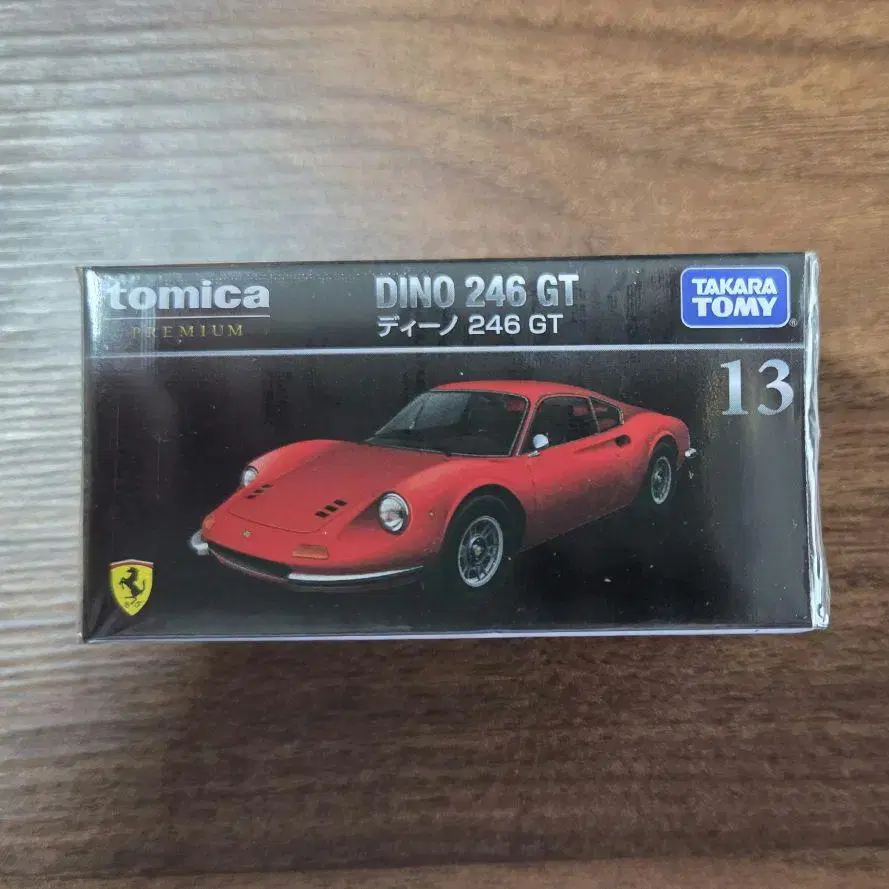 tomica
PREMIUM
DINO 246 GT
ディーノ 246 GT
TAKARA
TOMY
®
13